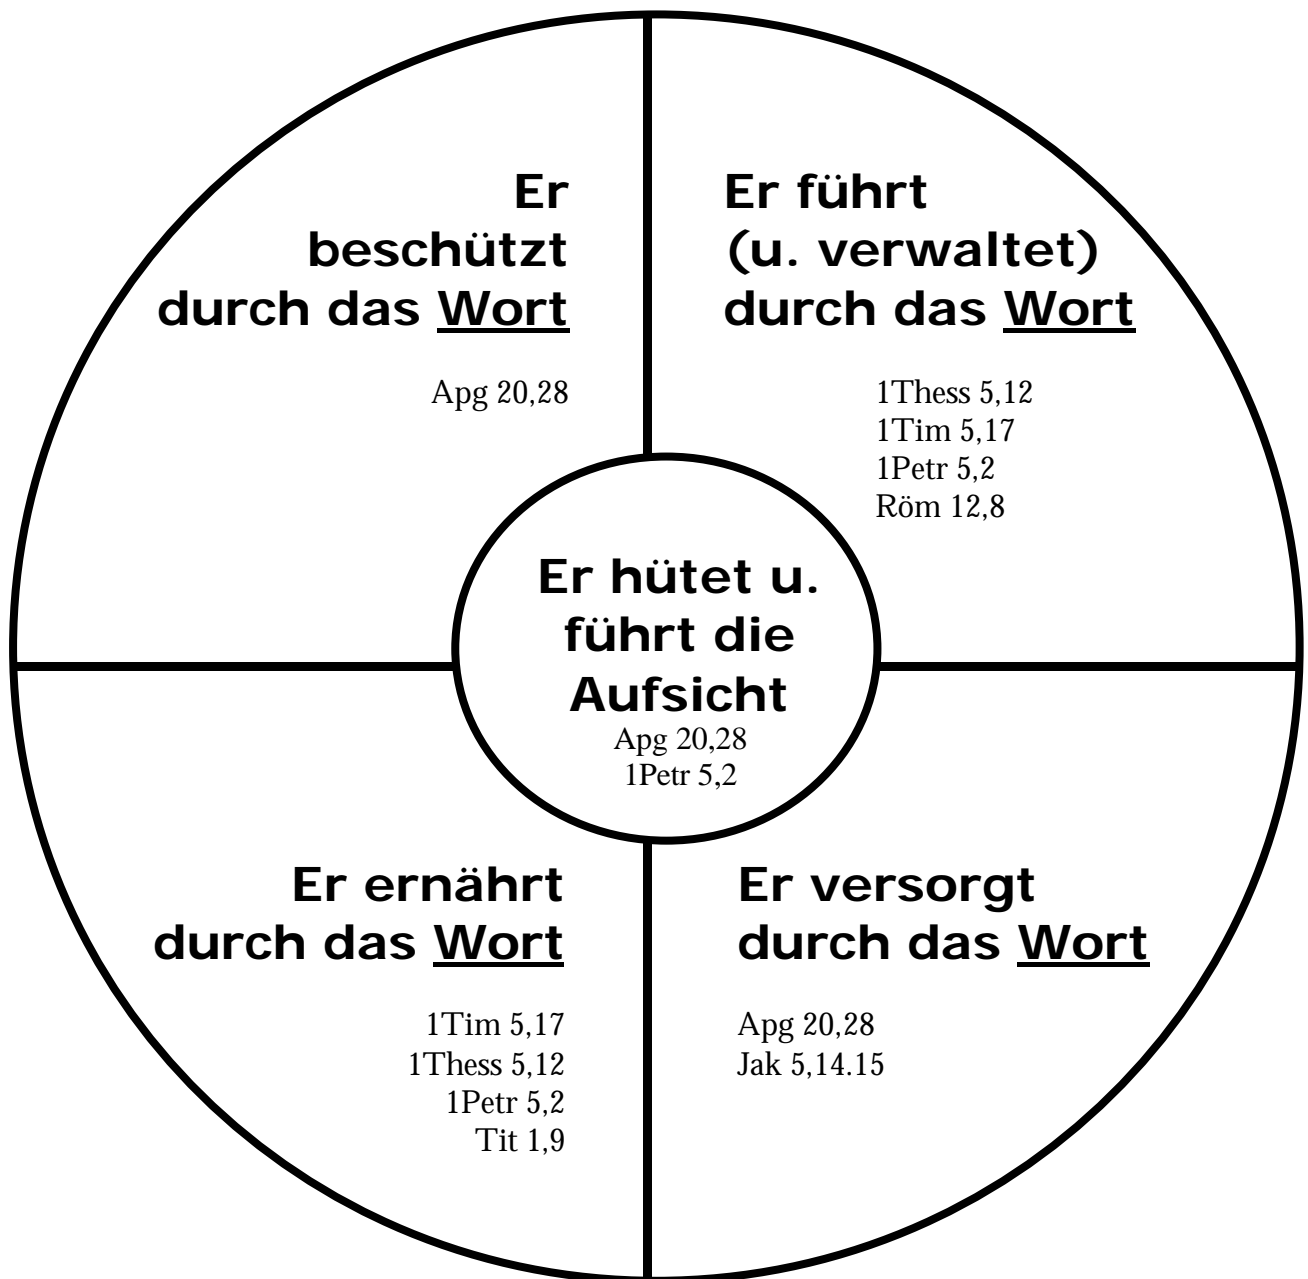 Er
beschützt
durch das Wort
Apg 20,28
Er führt
(u. verwaltet)
durch das Wort
1Thess 5,12
1Tim 5,17
1Petr 5,2
Röm 12,8
Er hütet u.
führt die
Aufsicht
Apg 20,28
1Petr 5,2
Er ernährt
durch das Wort
1Tim 5,17
1Thess 5,12
1Petr 5,2
Tit 1,9
Er versorgt
durch das Wort
Apg 20,28
Jak 5,14.15